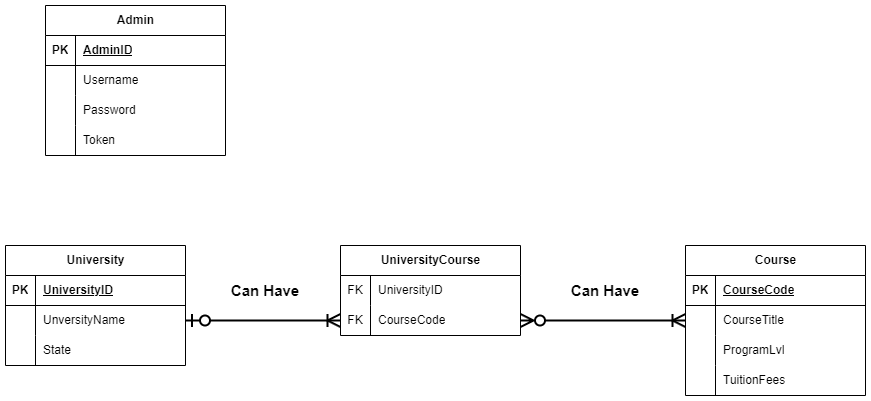 Admin
PK AdminID
Username
Password
Token
University
PK UniversityID
UnversityName
State
Can Have
UniversityCourse
FK UniversityID
FK CourseCode
Can Have
Course
PK CourseCode
CourseTitle
ProgramLvl
TuitionFees